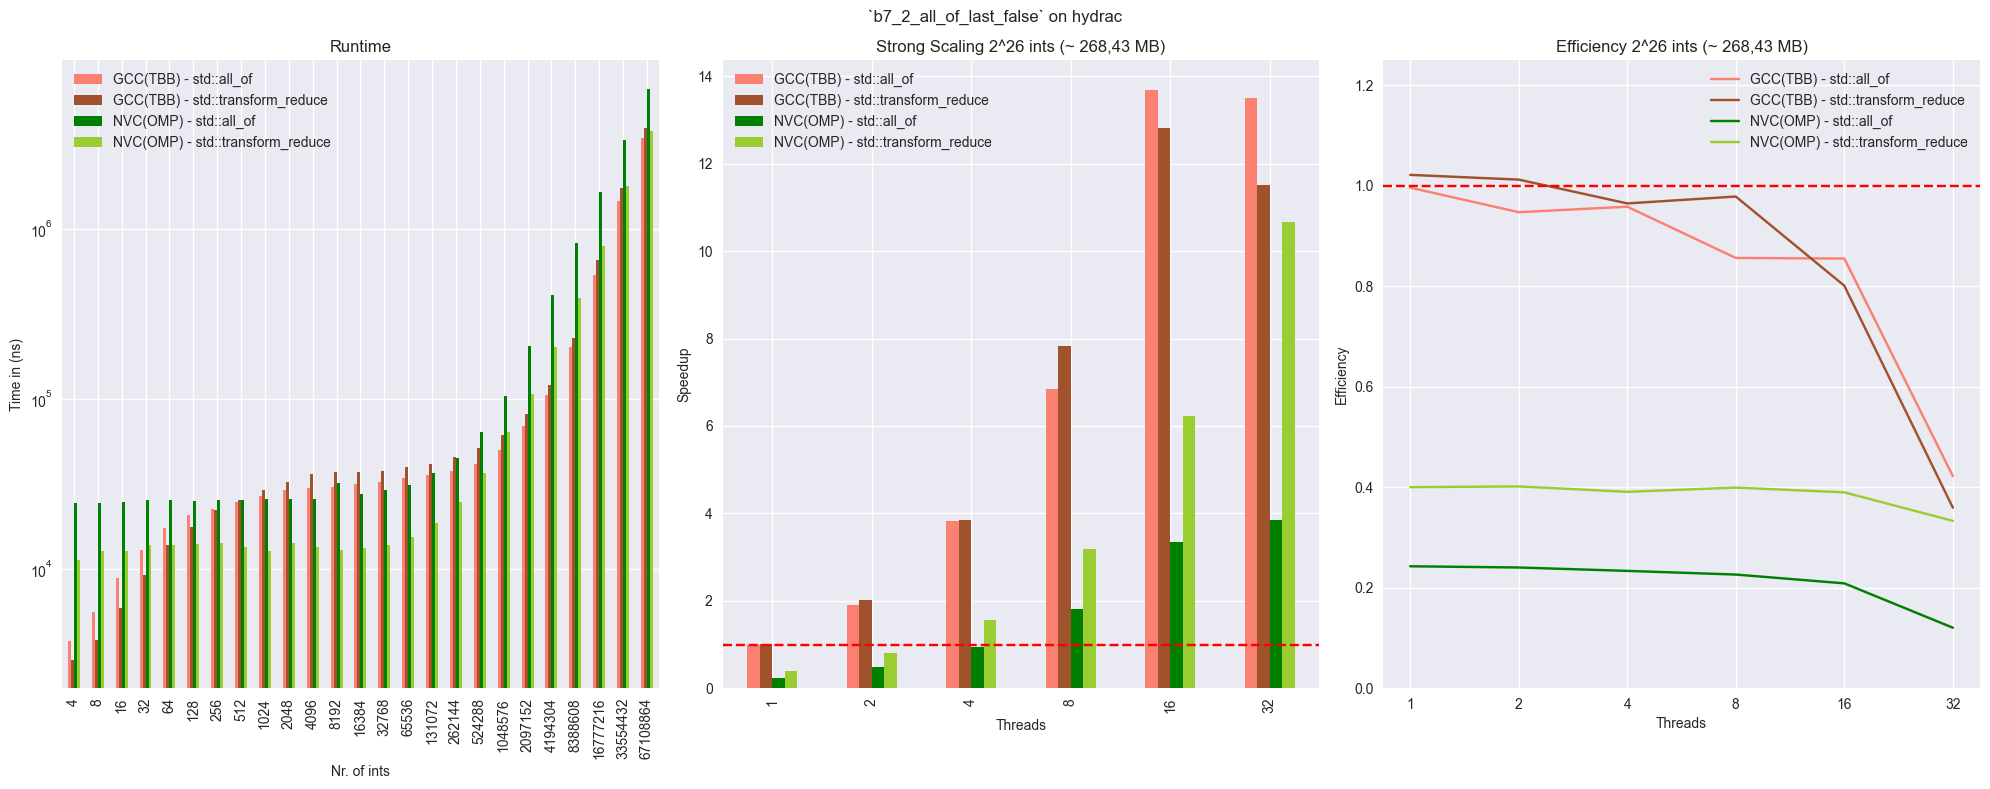 `b7_2_all_of_last_false` on hydrac
Runtime
GCC(TBB) - std::all_of
GCC(TBB) - std::transform_reduce
NVC(OMP) - std::all_of
NVC(OMP) - std::transform_reduce
Time in (ns)
10^6
10^5
10^4
4 8 16 32 64 128 256 512 1024 2048 4096 8192 16384 32768 65536 131072 262144 524288 1048576 2097152 4194304 8388608 16777216 33554432 67108864
Nr. of ints
Strong Scaling 2^26 ints (~ 268,43 MB)
GCC(TBB) - std::all_of
GCC(TBB) - std::transform_reduce
NVC(OMP) - std::all_of
NVC(OMP) - std::transform_reduce
Speedup
14
12
10
8
6
4
2
0
1 2 4 8 16 32
Threads
Efficiency 2^26 ints (~ 268,43 MB)
GCC(TBB) - std::all_of
GCC(TBB) - std::transform_reduce
NVC(OMP) - std::all_of
NVC(OMP) - std::transform_reduce
Efficiency
1.2
1.0
0.8
0.6
0.4
0.2
0.0
1 2 4 8 16 32
Threads